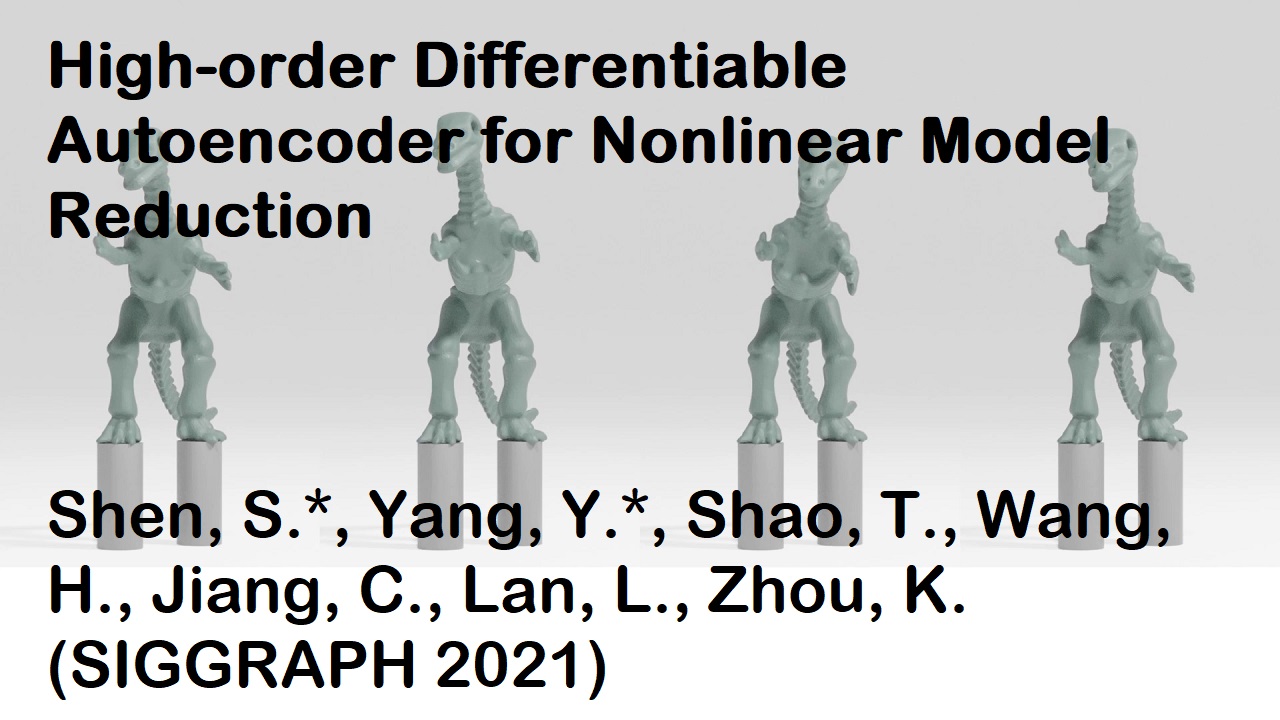 High-order Differentiable
Autoencoder for Nonlinear Model
Reduction
Shen, S.*, Yang, Y.*, Shao, T., Wang,
H., Jiang, C., Lan, L., Zhou, K.
(SIGGRAPH 2021)